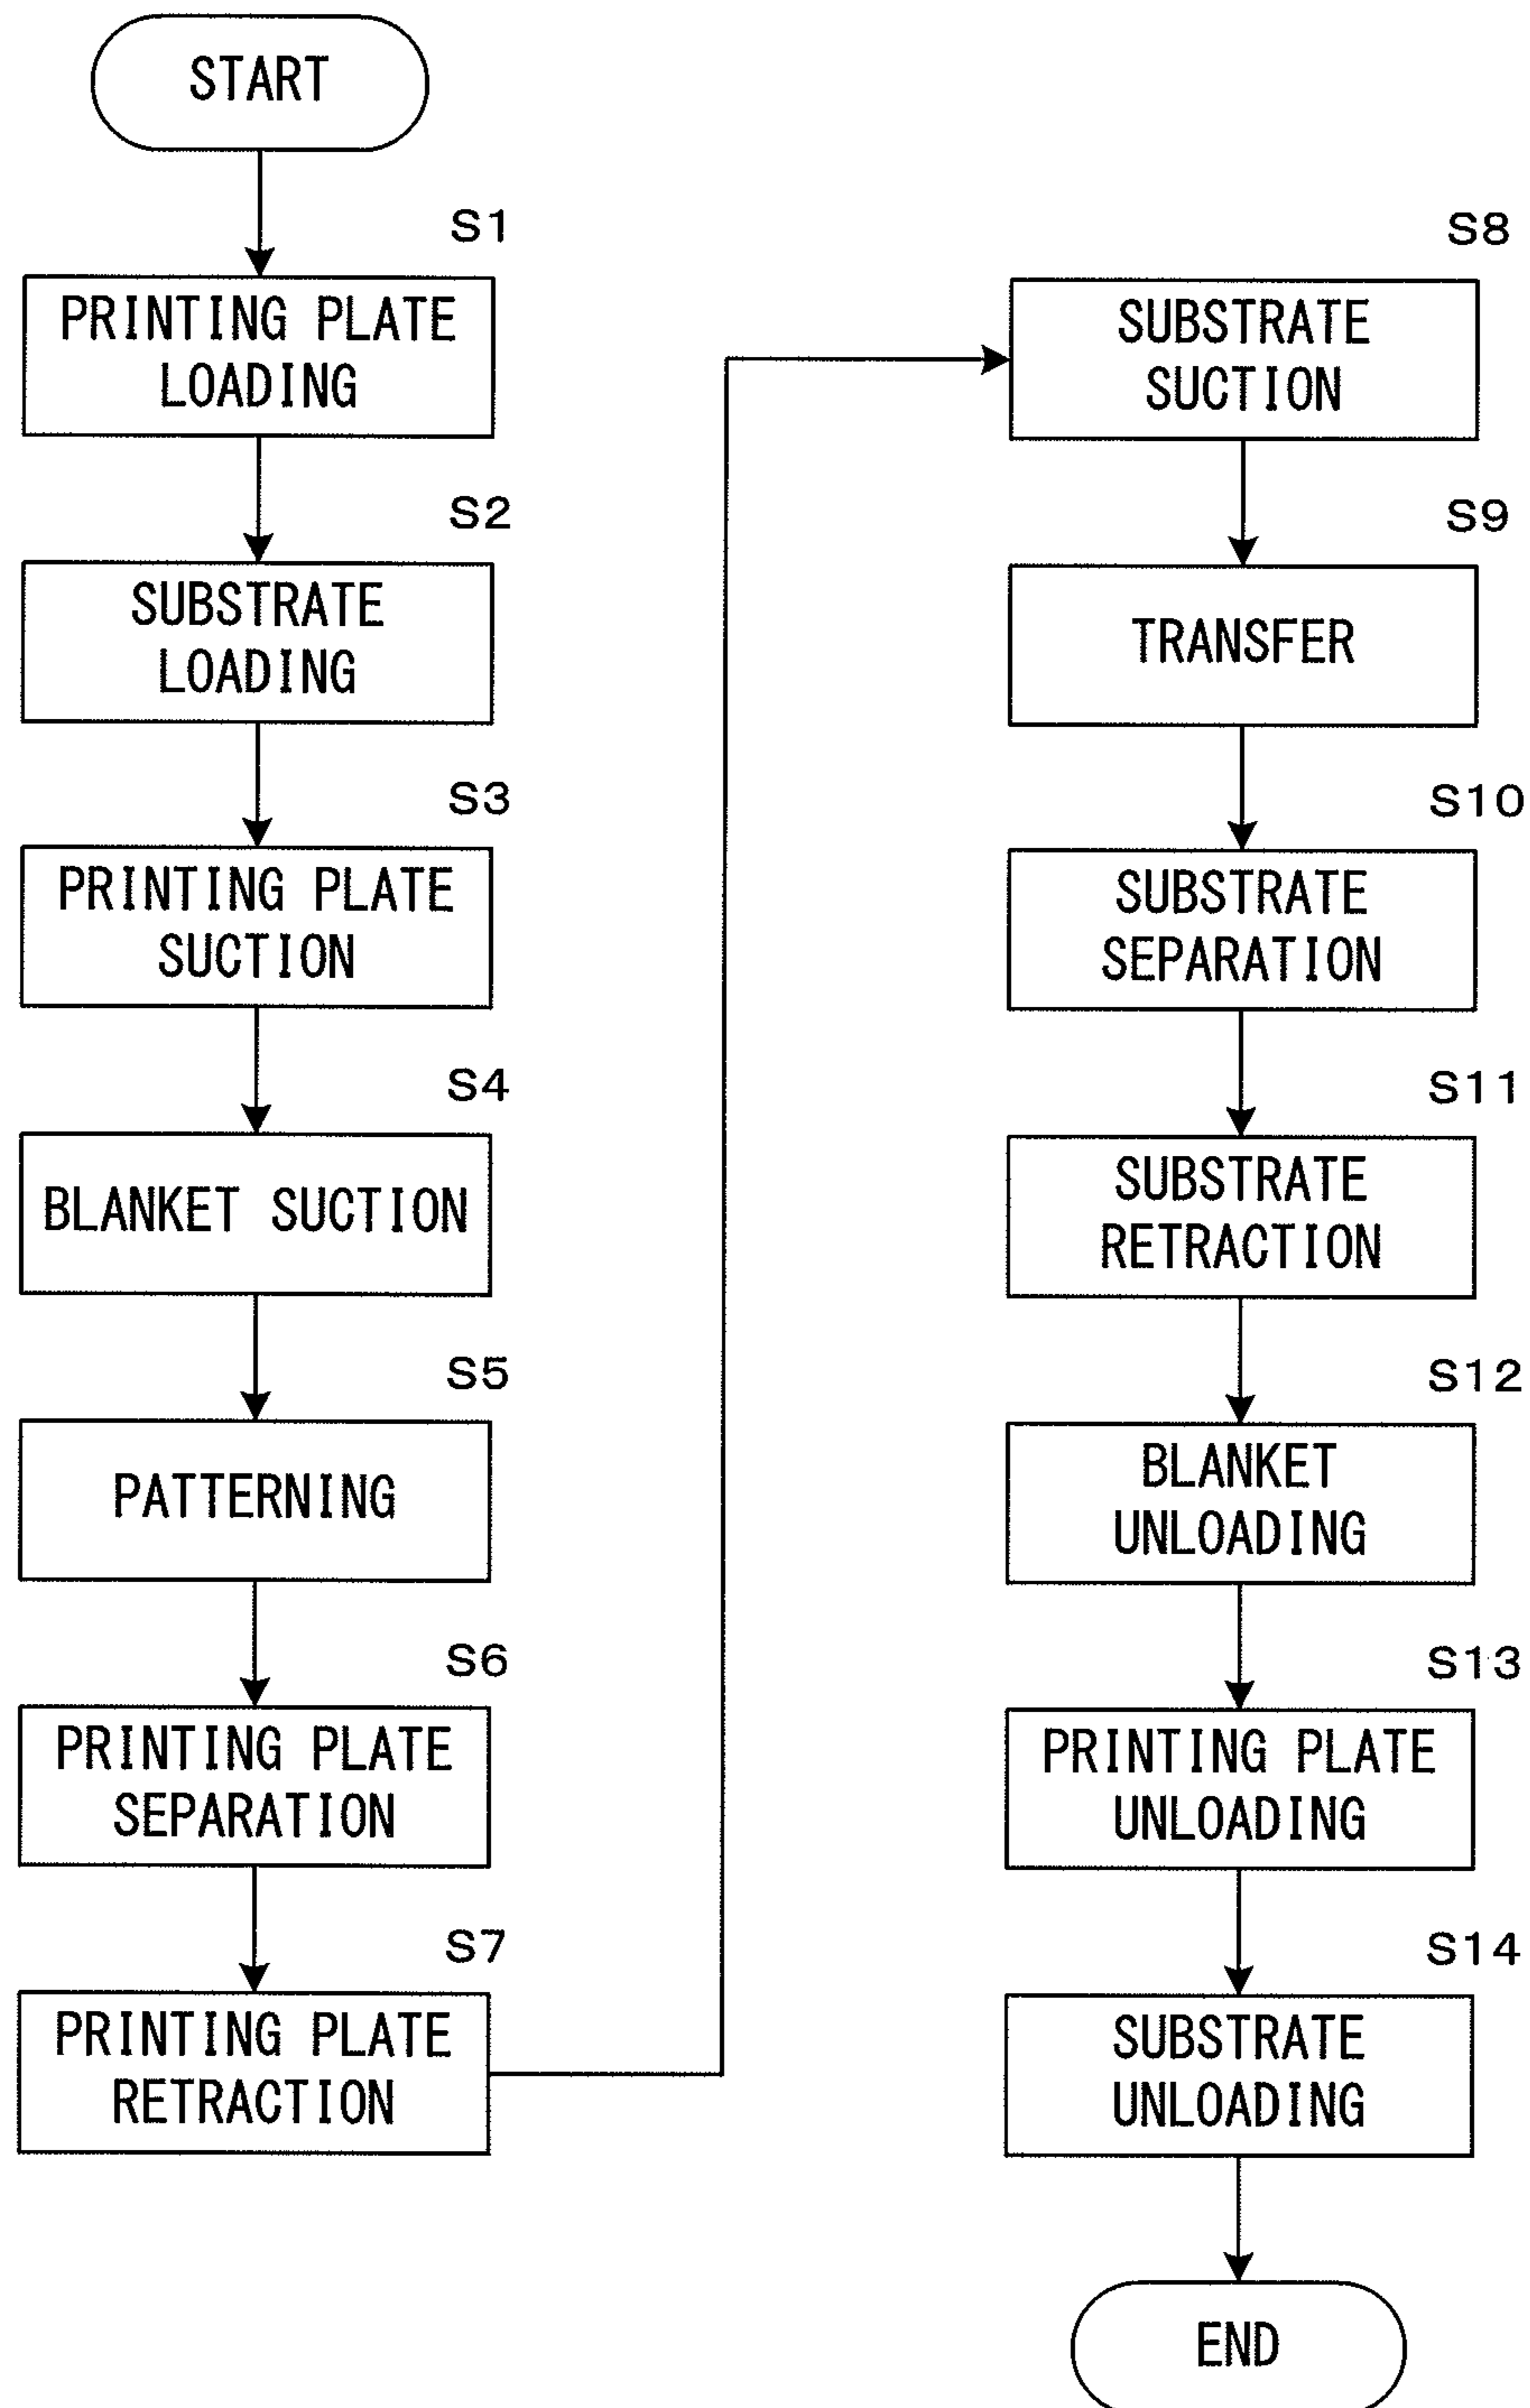 START
S1
PRINTING PLATE
LOADING
S2
SUBSTRATE
LOADING
S3
PRINTING PLATE
SUCTION
S4
BLANKET SUCTION
S5
PATTERNING
S6
PRINTING PLATE
SEPARATION
S7
PRINTING PLATE
RETRACTION
S8
SUBSTRATE
SUCTION
S9
TRANSFER
S10
SUBSTRATE
SEPARATION
S11
SUBSTRATE
RETRACTION
S12
BLANKET
UNLOADING
S13
PRINTING PLATE
UNLOADING
S14
SUBSTRATE
UNLOADING
END